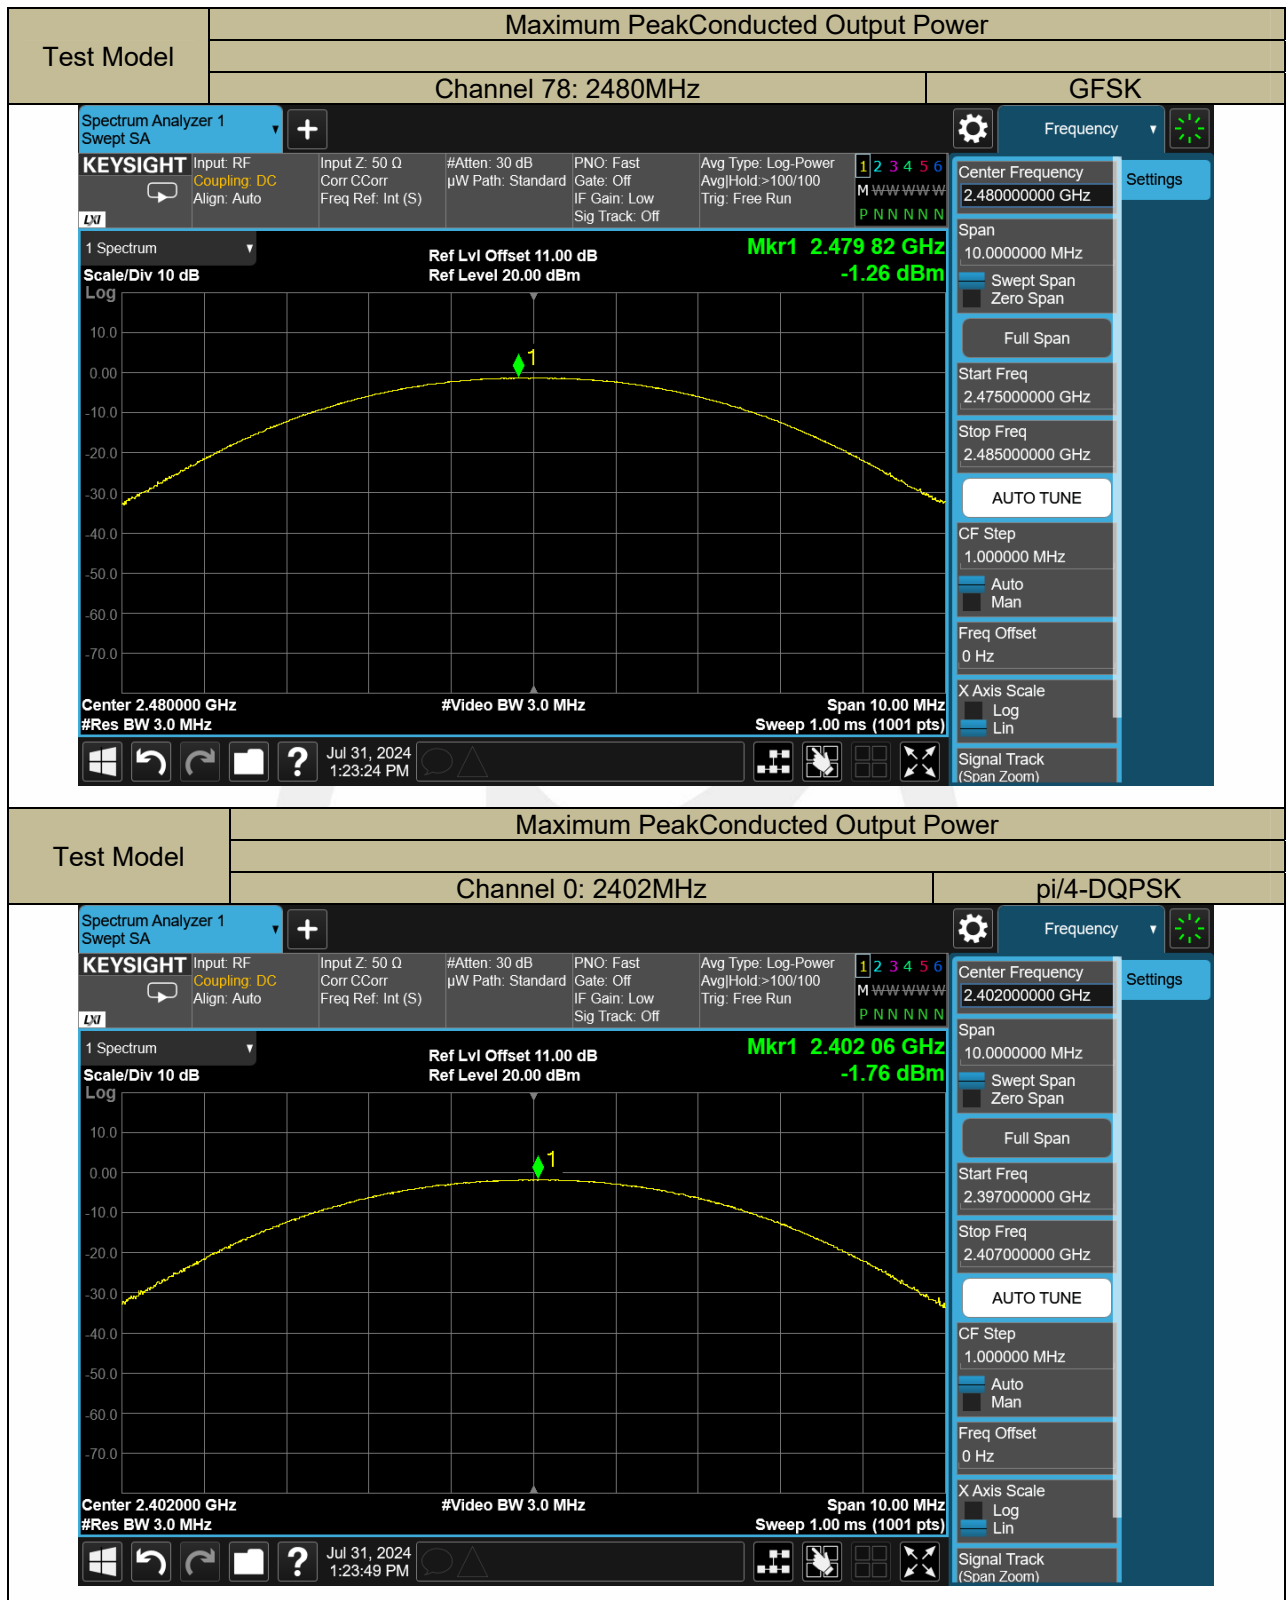 Test Model
Maximum PeakConducted Output Power
Channel 78: 2480MHz
GFSK
Spectrum Analyzer 1
Swept SA
Frequency
KEYSIGHT
LXI
Input: RF
Coupling: DC
Align: Auto
Input Z: 50 Ω
Corr CCorr
Freq Ref: Int (S)
#Atten: 30 dB
µW Path: Standard
PNO: Fast
Gate: Off
IF Gain: Low
Sig Track: Off
Avg Type: Log-Power
Avg|Hold:>100/100
Trig: Free Run
1 2 3 4 5 6
M W W W W W
P N N N N N
1 Spectrum
Scale/Div 10 dB
Log
Ref Lvl Offset 11.00 dB
Ref Level 20.00 dBm
Mkr1 2.479 82 GHz
-1.26 dBm
1
10.0
0.00
-10.0
-20.0
-30.0
-40.0
-50.0
-60.0
-70.0
Center 2.480000 GHz
#Res BW 3.0 MHz
#Video BW 3.0 MHz
Span 10.00 MHz
Sweep 1.00 ms (1001 pts)
Jul 31, 2024
1:23:24 PM
Center Frequency
2.480000000 GHz
Settings
Span
10.0000000 MHz
Swept Span
Zero Span
Full Span
Start Freq
2.475000000 GHz
Stop Freq
2.485000000 GHz
AUTO TUNE
CF Step
1.000000 MHz
Auto
Man
Freq Offset
0 Hz
X Axis Scale
Log
Lin
Signal Track
(Span Zoom)
Test Model
Maximum PeakConducted Output Power
Channel 0: 2402MHz
pi/4-DQPSK
Spectrum Analyzer 1
Swept SA
Frequency
KEYSIGHT
LXI
Input: RF
Coupling: DC
Align: Auto
Input Z: 50 Ω
Corr CCorr
Freq Ref: Int (S)
#Atten: 30 dB
µW Path: Standard
PNO: Fast
Gate: Off
IF Gain: Low
Sig Track: Off
Avg Type: Log-Power
Avg|Hold:>100/100
Trig: Free Run
1 2 3 4 5 6
M W W W W W
P N N N N N
1 Spectrum
Scale/Div 10 dB
Log
Ref Lvl Offset 11.00 dB
Ref Level 20.00 dBm
Mkr1 2.402 06 GHz
-1.76 dBm
1
10.0
0.00
-10.0
-20.0
-30.0
-40.0
-50.0
-60.0
-70.0
Center 2.402000 GHz
#Res BW 3.0 MHz
#Video BW 3.0 MHz
Span 10.00 MHz
Sweep 1.00 ms (1001 pts)
Jul 31, 2024
1:23:49 PM
Center Frequency
2.402000000 GHz
Settings
Span
10.0000000 MHz
Swept Span
Zero Span
Full Span
Start Freq
2.397000000 GHz
Stop Freq
2.407000000 GHz
AUTO TUNE
CF Step
1.000000 MHz
Auto
Man
Freq Offset
0 Hz
X Axis Scale
Log
Lin
Signal Track
(Span Zoom)